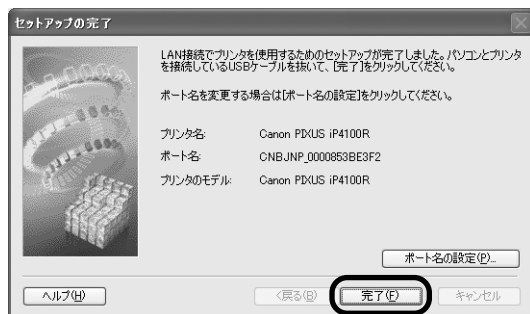 セットアップの完了
LAN接続でプリンタを使用するためのセットアップが完了しました。パソコンとプリンタ
を接続しているUSBケーブルを抜いて、[完了]をクリックしてください。
ポート名を変更する場合は[ポート名の設定]をクリックしてください。
プリンタ名: Canon PIXUS iP4100R
ポート名: CNBJNP_0000853BE3F2
プリンタのモデル: Canon PIXUS iP4100R
ポート名の設定(P)...
ヘルプ(H) <戻る(B) 完了(F) キャンセル